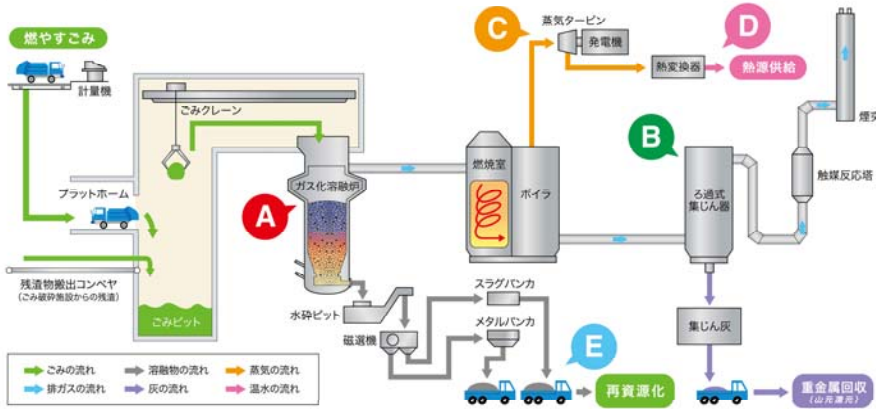 燃やすごみ
計量機
ごみクレーン
プラットホーム
残渣物搬出コンベヤ
(ごみ破砕施設からの残渣)
ごみピット
A
ガス化溶融炉
水砕ピット
磁選機
スラグバンカ
メタルバンカ
E
再資源化
燃焼室
ボイラ
C
蒸気タービン
発電機
熱変換器
D
熱源供給
B
ろ過式
集じん器
触媒反応塔
煙突
集じん灰
重金属回収
(山元還元)
ごみの流れ
溶融物の流れ
蒸気の流れ
排ガスの流れ
灰の流れ
温水の流れ